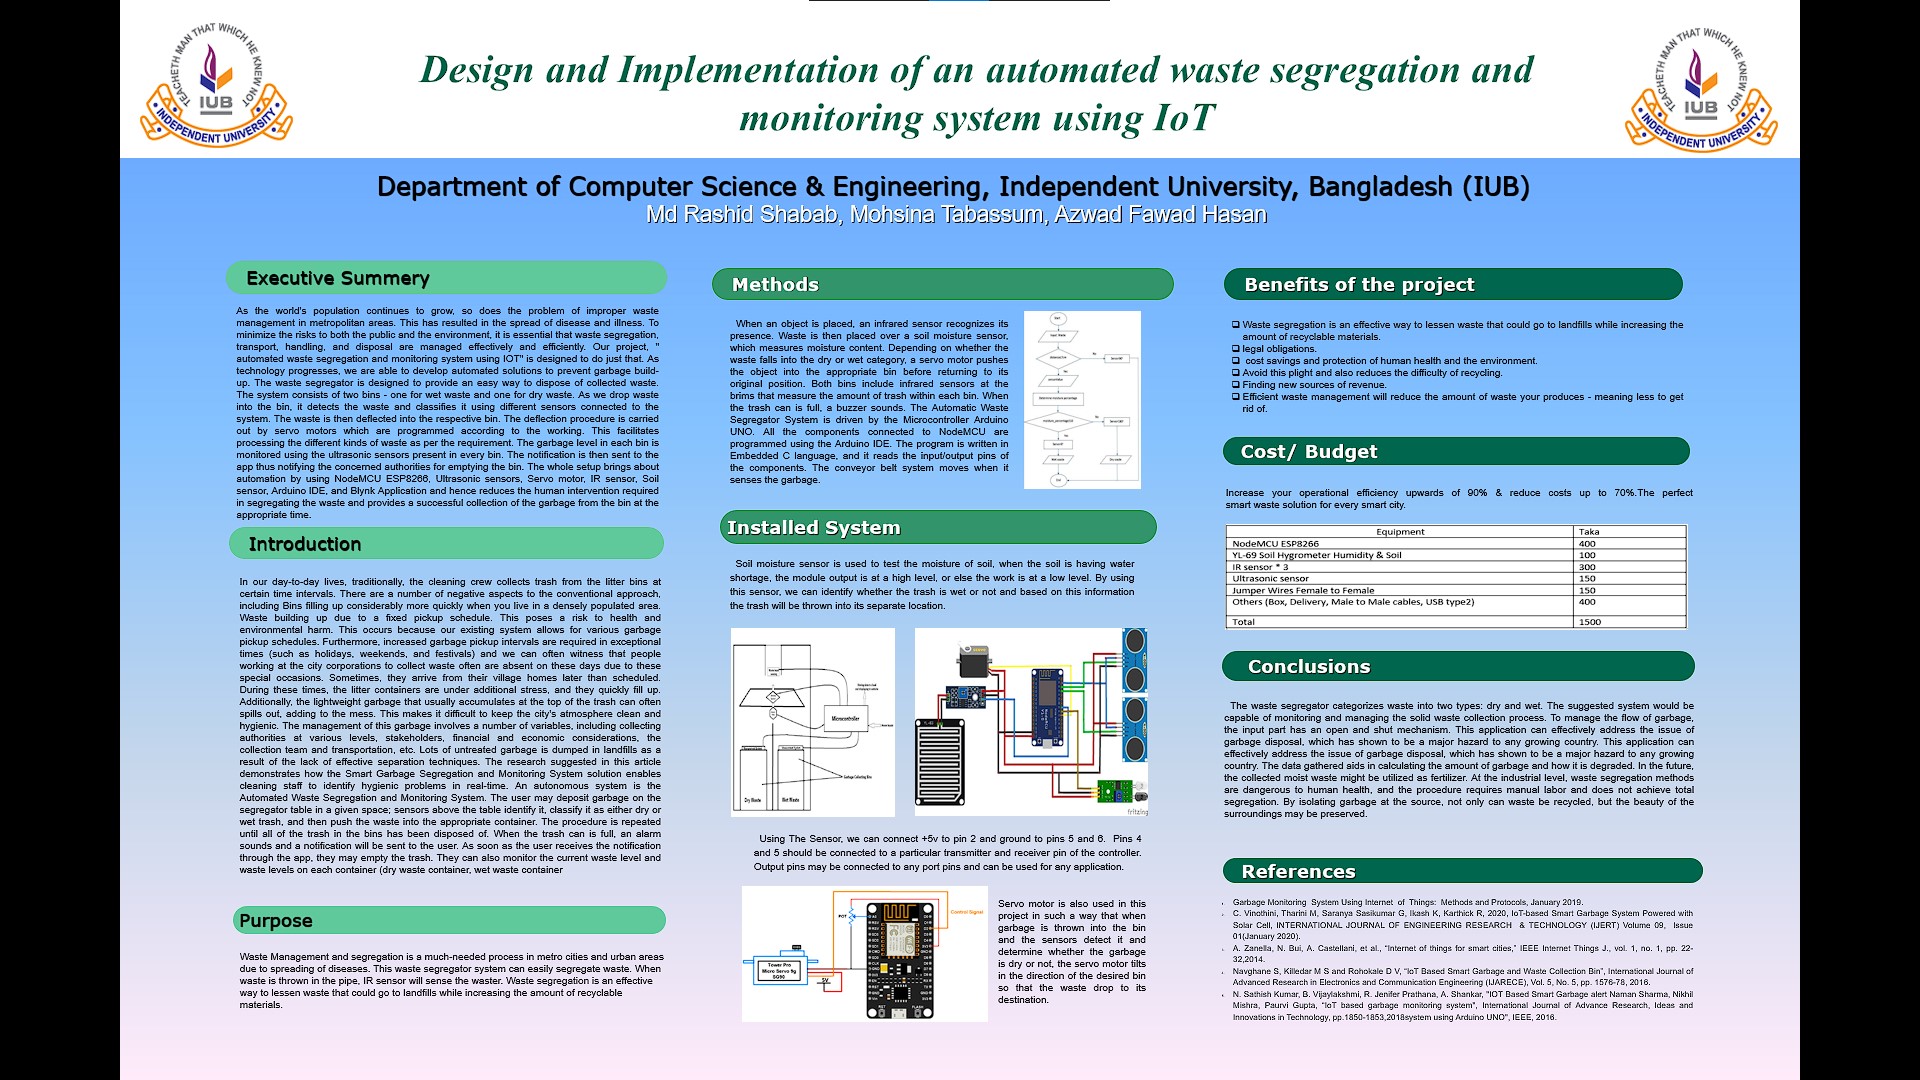 TEACHETH MAN THAT WHICH HE KNEW NOT
IUB
INDEPENDENT UNIVERSITY
Design and Implementation of an automated waste segregation and
monitoring system using IoT
TEACHETH MAN THAT WHICH HE KNEW NOT
IUB
INDEPENDENT UNIVERSITY
Department of Computer Science & Engineering, Independent University, Bangladesh (IUB)
Md Rashid Shabab, Mohsina Tabassum, Azwad Fawad Hasan
Executive Summery
As the world's population continues to grow, so does the problem of improper waste
management in metropolitan areas. This has resulted in the spread of disease and illness. To
minimize the risks to both the public and the environment, it is essential that waste segregation,
transport, handling, and disposal are managed effectively and efficiently. Our project, "
automated waste segregation and monitoring system using IOT" is designed to do just that. As
technology progresses, we are able to develop automated solutions to prevent garbage build-
up. The waste segregator is designed to provide an easy way to dispose of collected waste.
The system consists of two bins - one for wet waste and one for dry waste. As we drop waste
into the bin, it detects the waste and classifies it using different sensors connected to the
system. The waste is then deflected into the respective bin. The deflection procedure is carried
out by servo motors which are programmed according to the working. This facilitates
processing the different kinds of waste as per the requirement. The garbage level in each bin is
monitored using the ultrasonic sensors present in every bin. The notification is then sent to the
app thus notifying the concerned authorities for emptying the bin. The whole setup brings about
automation by using NodeMCU ESP8266, Ultrasonic sensors, Servo motor, IR sensor, Soil
sensor, Arduino IDE, and Blynk Application and hence reduces the human intervention required
in segregating the waste and provides a successful collection of the garbage from the bin at the
appropriate time.
Introduction
In our day-to-day lives, traditionally, the cleaning crew collects trash from the litter bins at
certain time intervals. There are a number of negative aspects to the conventional approach,
including Bins filling up considerably more quickly when you live in a densely populated area.
Waste building up due to a fixed pickup schedule. This poses a risk to health and
environmental harm. This occurs because our existing system allows for various garbage
pickup schedules. Furthermore, increased garbage pickup intervals are required in exceptional
times (such as holidays, weekends, and festivals) and we can often witness that people
working at the city corporations to collect waste often are absent on these days due to these
special occasions. Sometimes, they arrive from their village homes later than scheduled.
During these times, the litter containers are under additional stress, and they quickly fill up.
Additionally, the lightweight garbage that usually accumulates at the top of the trash can often
spills out, adding to the mess. This makes it difficult to keep the city's atmosphere clean and
hygienic. The management of this garbage involves a number of variables, including collecting
authorities at various levels, stakeholders, financial and economic considerations, the
collection team and transportation, etc. Lots of untreated garbage is dumped in landfills as a
result of the lack of effective separation techniques. The research suggested in this article
demonstrates how the Smart Garbage Segregation and Monitoring System solution enables
cleaning staff to identify hygienic problems in real-time. An autonomous system is the
Automated Waste Segregation and Monitoring System. The user may deposit garbage on the
segregator table in a given space; sensors above the table identify it, classify it as either dry or
wet trash, and then push the waste into the appropriate container. The procedure is repeated
until all of the trash in the bins has been disposed of. When the trash can is full, an alarm
sounds and a notification will be sent to the user. As soon as the user receives the notification
through the app, they may empty the trash. They can also monitor the current waste level and
waste levels on each container (dry waste container, wet waste container
Purpose
Waste Management and segregation is a much-needed process in metro cities and urban areas
due to spreading of diseases. This waste segregator system can easily segregate waste. When
waste is thrown in the pipe, IR sensor will sense the waster. Waste segregation is an effective
way to lessen waste that could go to landfills while increasing the amount of recyclable
materials.
Methods
When an object is placed, an infrared sensor recognizes its
presence. Waste is then placed over a soil moisture sensor,
which measures moisture content. Depending on whether the
waste falls into the dry or wet category, a servo motor pushes
the object into the appropriate bin before returning to its
original position. Both bins include infrared sensors at the
brims that measure the amount of trash within each bin. When
the trash can is full, a buzzer sounds. The Automatic Waste
Segregator System is driven by the Microcontroller Arduino
UNO. All the components connected to NodeMCU are
programmed using the Arduino IDE. The program is written in
Embedded C language, and it reads the input/output pins of
the components. The conveyor belt system moves when it
senses the garbage.
Installed System
Soil moisture sensor is used to test the moisture of soil, when the soil is having water
shortage, the module output is at a high level, or else the work is at a low level. By using
this sensor, we can identify whether the trash is wet or not and based on this information
the trash will be thrown into its separate location.
Microcontroller
Garbage Collecting Bins
Dry Waste
Wet Waste
fritzing
Using The Sensor, we can connect +5v to pin 2 and ground to pins 5 and 6. Pins 4
and 5 should be connected to a particular transmitter and receiver pin of the controller.
Output pins may be connected to any port pins and can be used for any application.
POT
Control Signal
Tower Pro
Micro Servo 9g
SG90
5V
Servo motor is also used in this
project in such a way that when
garbage is thrown into the bin
and the sensors detect it and
determine whether the garbage
is dry or not, the servo motor tilts
in the direction of the desired bin
so that the waste drop to its
destination.
Benefits of the project
Waste segregation is an effective way to lessen waste that could go to landfills while increasing the
amount of recyclable materials.
legal obligations.
cost savings and protection of human health and the environment.
Avoid this plight and also reduces the difficulty of recycling.
Finding new sources of revenue.
Efficient waste management will reduce the amount of waste your produces - meaning less to get
rid of.
Cost/ Budget
Increase your operational efficiency upwards of 90% & reduce costs up to 70%.The perfect
smart waste solution for every smart city.
Equipment Taka
NodeMCU ESP8266 400
YL-69 Soil Hygrometer Humidity & Soil 100
IR sensor * 3 300
Ultrasonic sensor 150
Jumper Wires Female to Female 150
Others (Box, Delivery, Male to Male cables, USB type2) 400
Total 1500
Conclusions
The waste segregator categorizes waste into two types: dry and wet. The suggested system would be
capable of monitoring and managing the solid waste collection process. To manage the flow of garbage,
the input part has an open and shut mechanism. This application can effectively address the issue of
garbage disposal, which has shown to be a major hazard to any growing country. This application can
effectively address the issue of garbage disposal, which has shown to be a major hazard to any growing
country. The data gathered aids in calculating the amount of garbage and how it is degraded. In the future,
the collected moist waste might be utilized as fertilizer. At the industrial level, waste segregation methods
are dangerous to human health, and the procedure requires manual labor and does not achieve total
segregation. By isolating garbage at the source, not only can waste be recycled, but the beauty of the
surroundings may be preserved.
References
Garbage Monitoring System Using Internet of Things: Methods and Protocols, January 2019.
C. Vinothini, Tharini M, Saranya Sasikumar G, Ikash K, Karthick R, 2020, IoT-based Smart Garbage System Powered with
Solar Cell, INTERNATIONAL JOURNAL OF ENGINEERING RESEARCH & TECHNOLOGY (IJERT) Volume 09, Issue
01(January 2020).
A. Zanella, N. Bui, A. Castellani, et al., "Internet of things for smart cities," IEEE Internet Things J., vol. 1, no. 1, pp. 22-
32,2014.
Navghane S, Killedar M S and Rohokale D V, "IoT Based Smart Garbage and Waste Collection Bin", International Journal of
Advanced Research in Electronics and Communication Engineering (IJARECE), Vol. 5, No. 5, pp. 1576-78, 2016.
N. Sathish Kumar, B. Vijaylakshmi, R. Jenifer Prathana, A. Shankar, "IOT Based Smart Garbage alert Naman Sharma, Nikhil
Mishra, Paurvi Gupta, "IoT based garbage monitoring system", International Journal of Advance Research, Ideas and
Innovations in Technology, pp.1850-1853,2018system using Arduino UNO", IEEE, 2016.